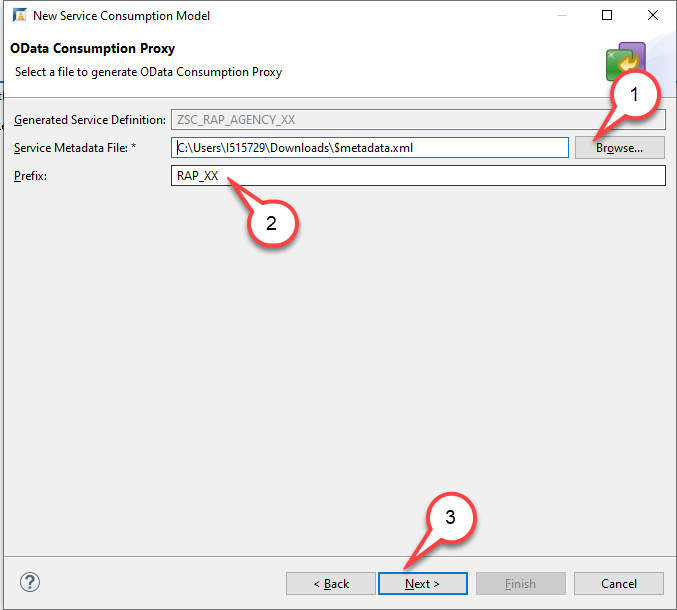 New Service Consumption Model
OData Consumption Proxy
Select a file to generate OData Consumption Proxy
1
Generated Service Definition: ZSC_RAP_AGENCY_XX
Service Metadata File: * C:\Users\I515729\Downloads\$metadata.xml Browse...
Prefix: RAP_XX
2
3
?
< Back Next > Finish Cancel